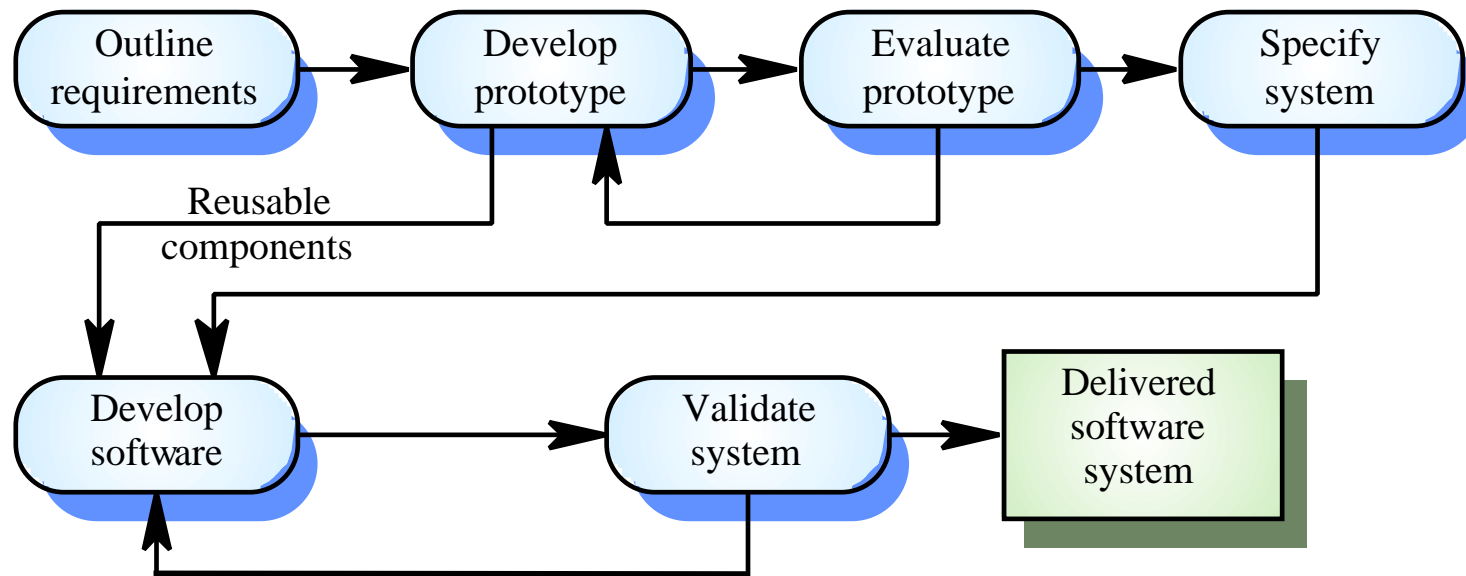 Outline
requirements
Develop
prototype
Evaluate
prototype
Specify
system
Reusable
components
Develop
software
Validate
system
Delivered
software
system